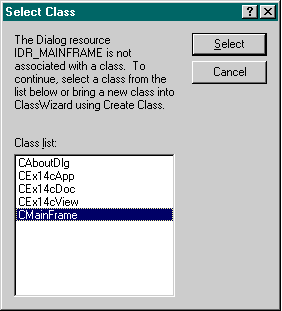 Select Class
The Dialog resource
IDR_MAINFRAME is not
associated with a class. To
continue, select a class from the
list below or bring a new class into
ClassWizard using Create Class.
Select
Cancel
Class list:
CAboutDlg
CEx14cApp
CEx14cDoc
CEx14cView
CMainFrame